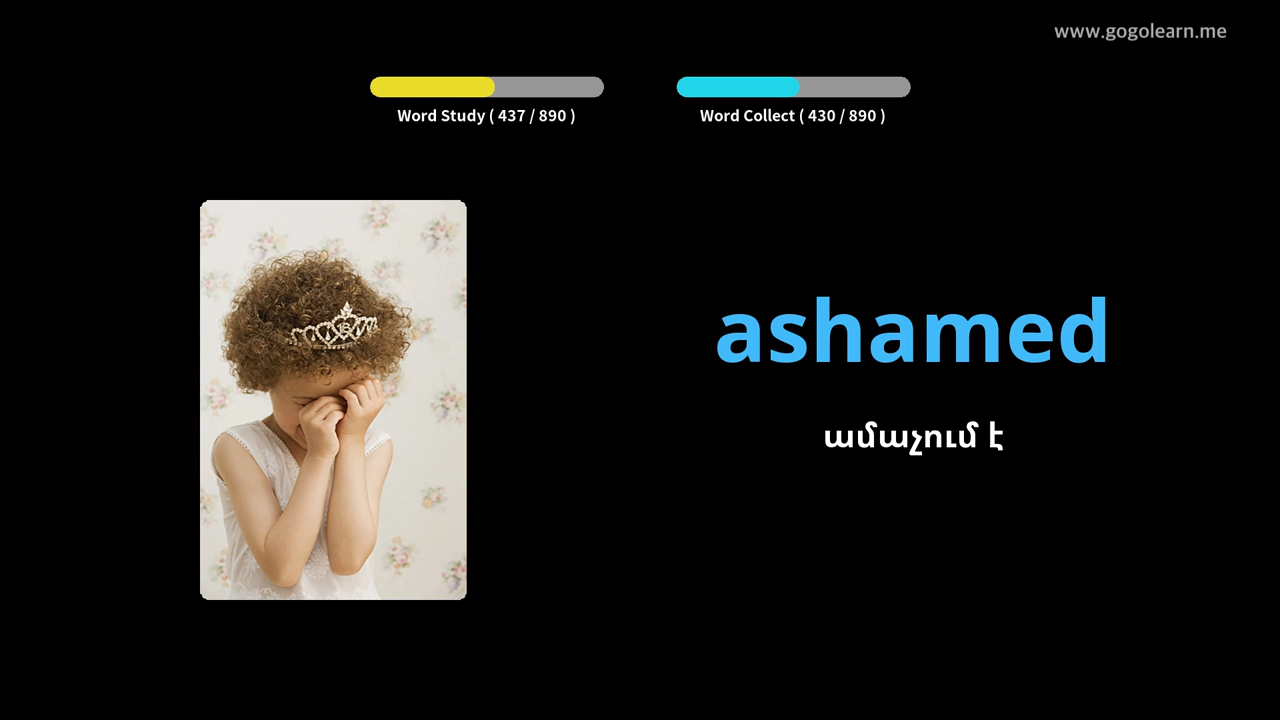 www.gogolearn.me
Word Study ( 437 / 890 )
Word Collect ( 430 / 890 )
ashamed
ամաչում է